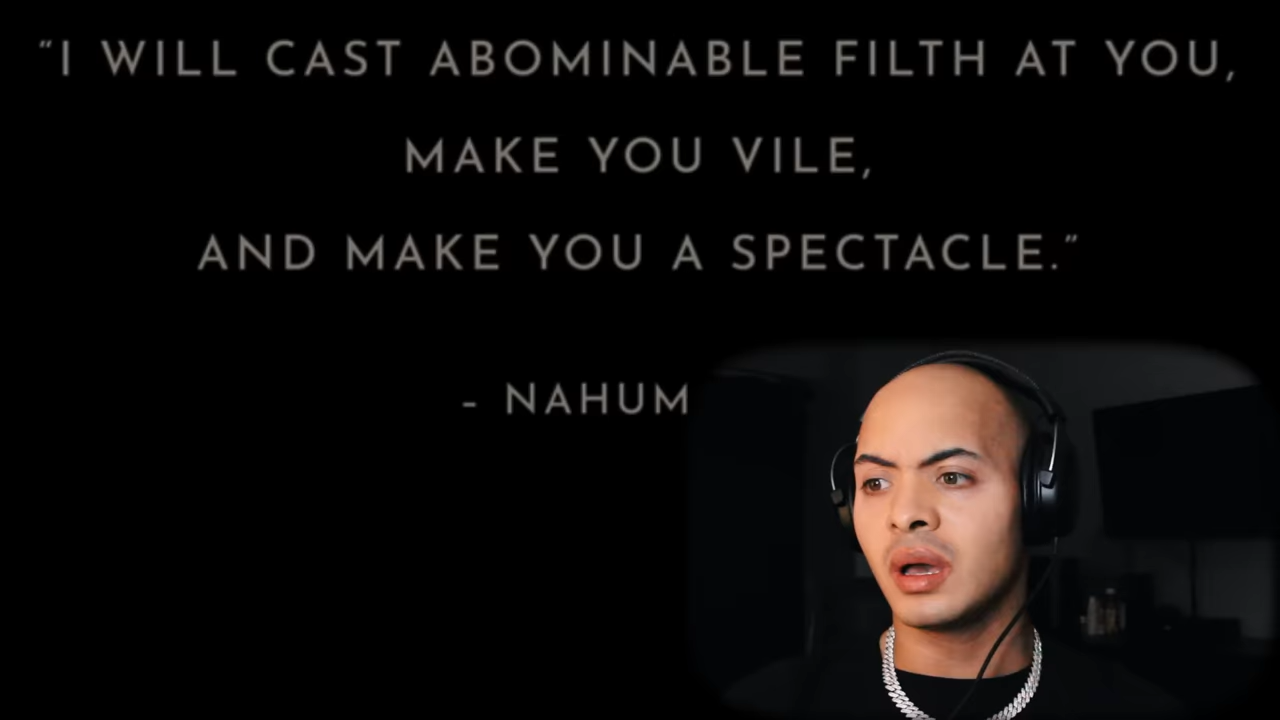 “I WILL CAST ABOMINABLE FILTH AT YOU,
MAKE YOU VILE,
AND MAKE YOU A SPECTACLE.”
- NAHUM